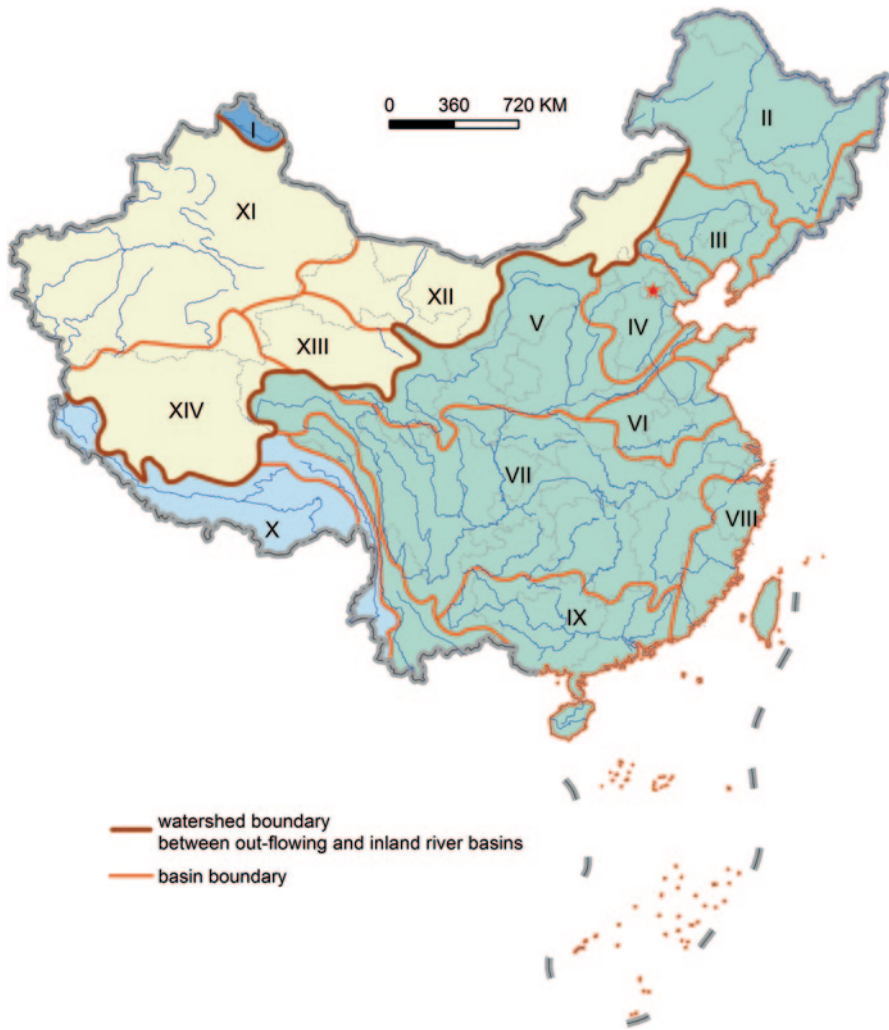 0 360 720 KM
I
II
XI
III
XII
V
IV
XIII
XIV
VI
VII
VIII
X
IX
watershed boundary
between out-flowing and inland river basins
basin boundary